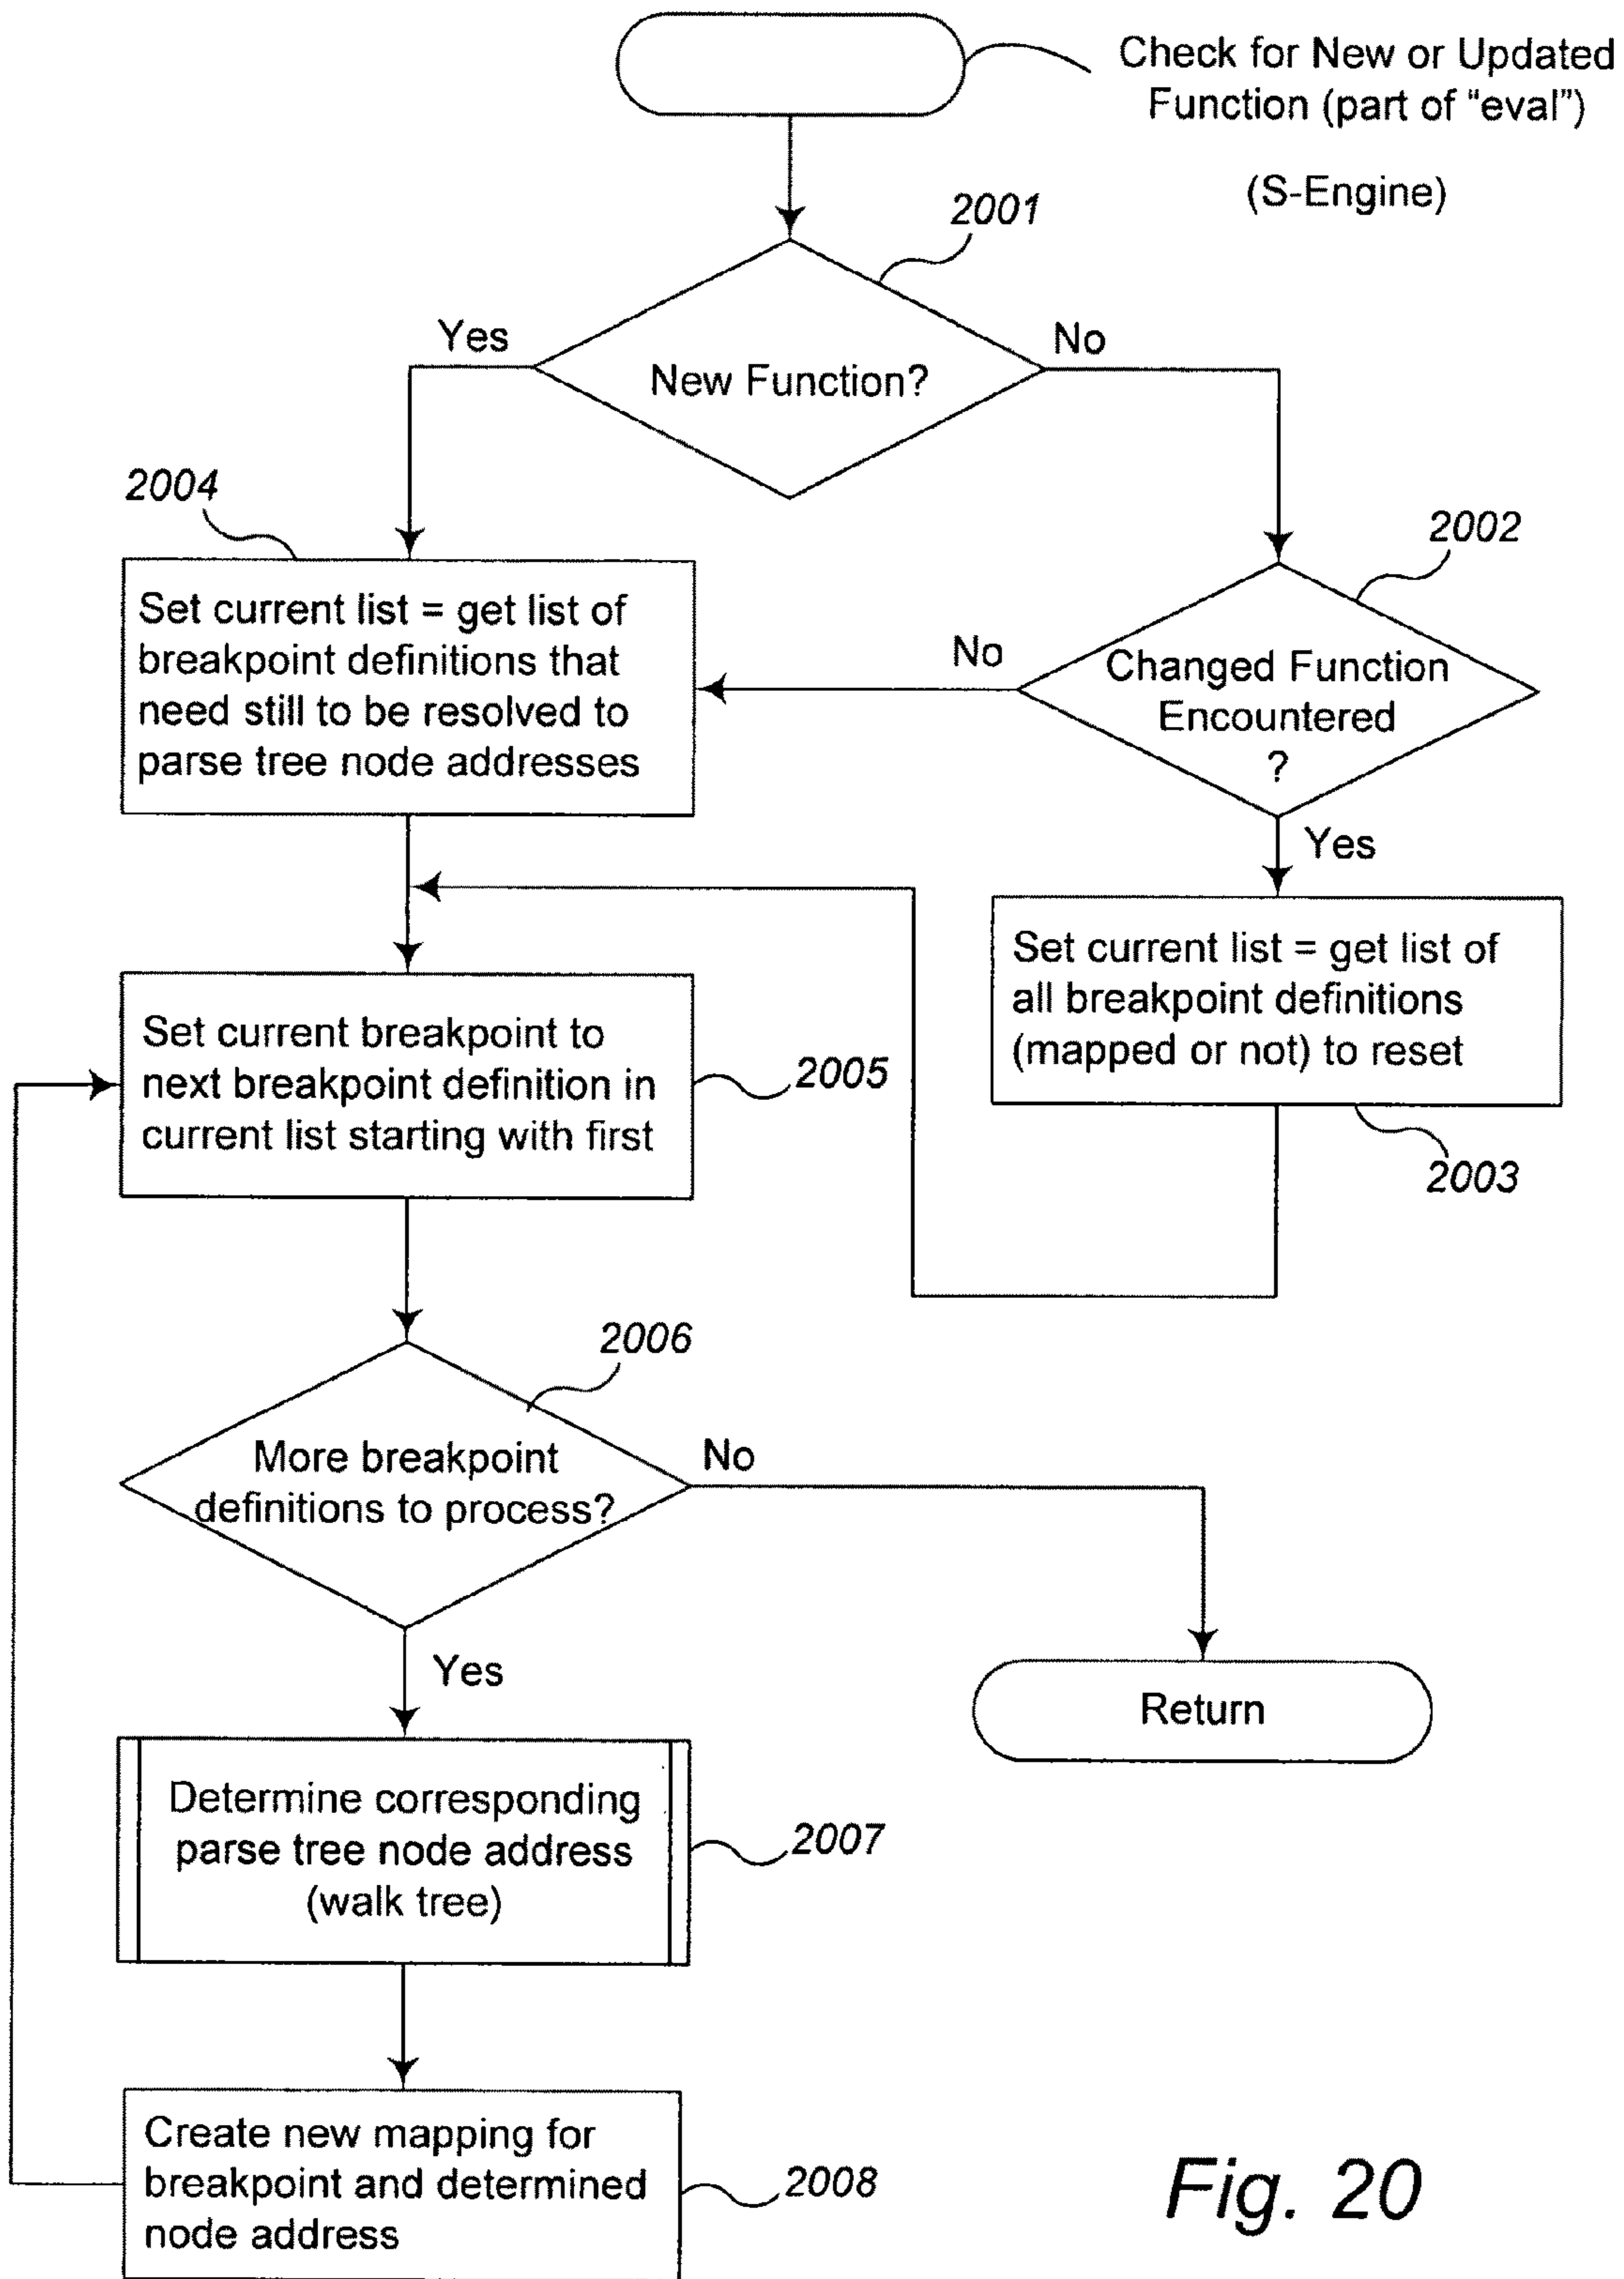 Check for New or Updated
Function (part of "eval")
(S-Engine)
2001
Yes
No
New Function?
2004
2002
Set current list = get list of
breakpoint definitions that
need still to be resolved to
parse tree node addresses
No
Changed Function
Encountered
?
Yes
Set current list = get list of
all breakpoint definitions
(mapped or not) to reset
2003
Set current breakpoint to
next breakpoint definition in
current list starting with first
2005
2006
More breakpoint
definitions to process?
No
Yes
Return
Determine corresponding
parse tree node address
(walk tree)
2007
Create new mapping for
breakpoint and determined
node address
2008
Fig. 20